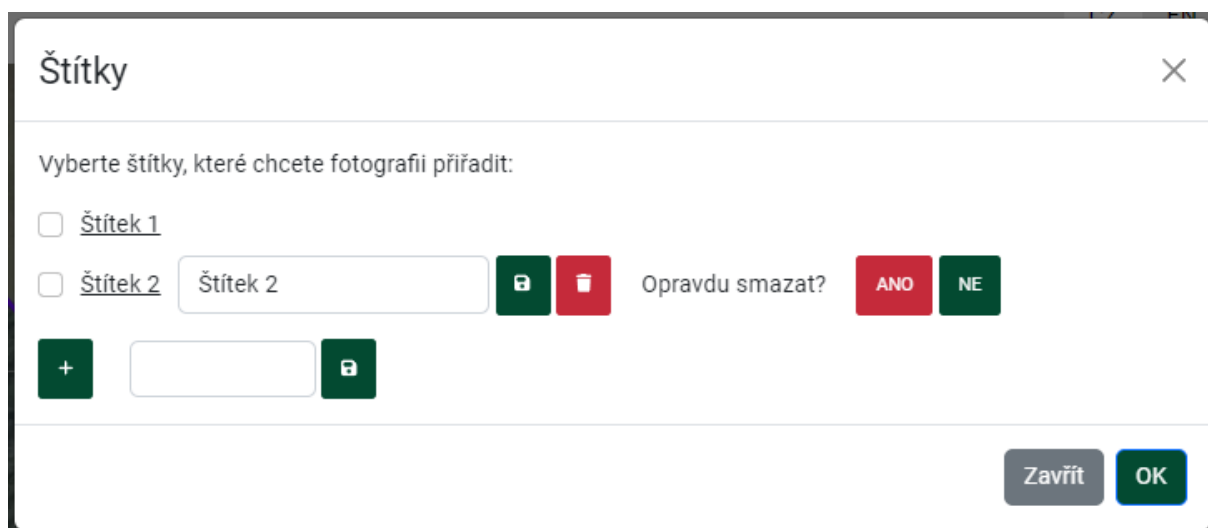 Štítky
Vyberte štítky, které chcete fotografii přiřadit:
Štítek 1
Štítek 2 Štítek 2 Opravdu smazat? ANO NE
+
Zavřít OK